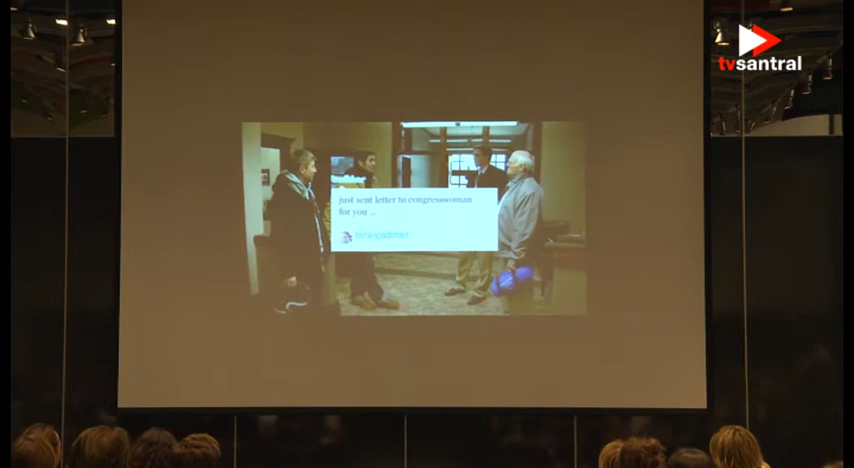 tvsantral
just sent letter to congresswoman
for you ...